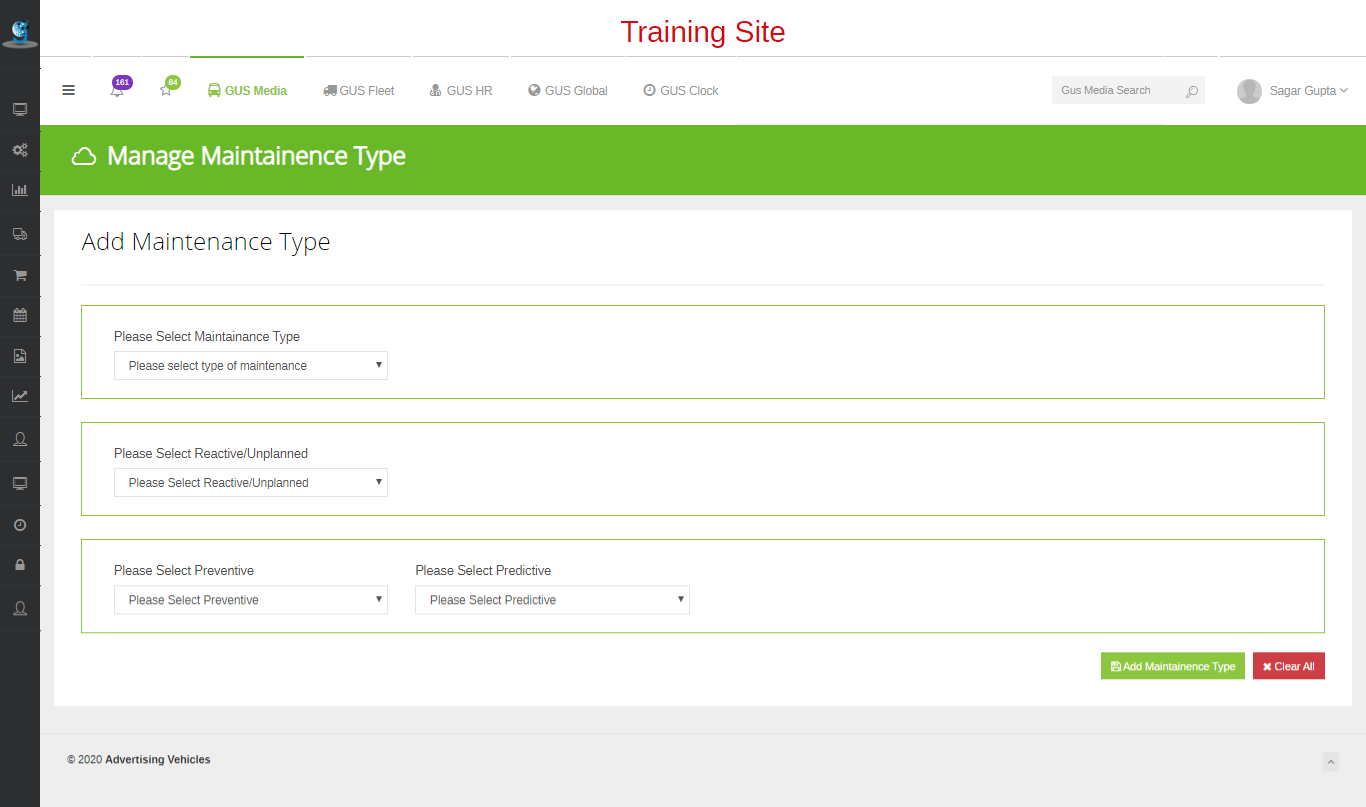 Training Site
161
84
GUS Media
GUS Fleet
GUS HR
GUS Global
GUS Clock
Gus Media Search
Sagar Gupta
Manage Maintainence Type
Add Maintenance Type
Please Select Maintainance Type
Please select type of maintenance
Please Select Reactive/Unplanned
Please Select Reactive/Unplanned
Please Select Preventive
Please Select Predictive
Please Select Preventive
Please Select Predictive
Add Maintainence Type
Clear All
© 2020 Advertising Vehicles